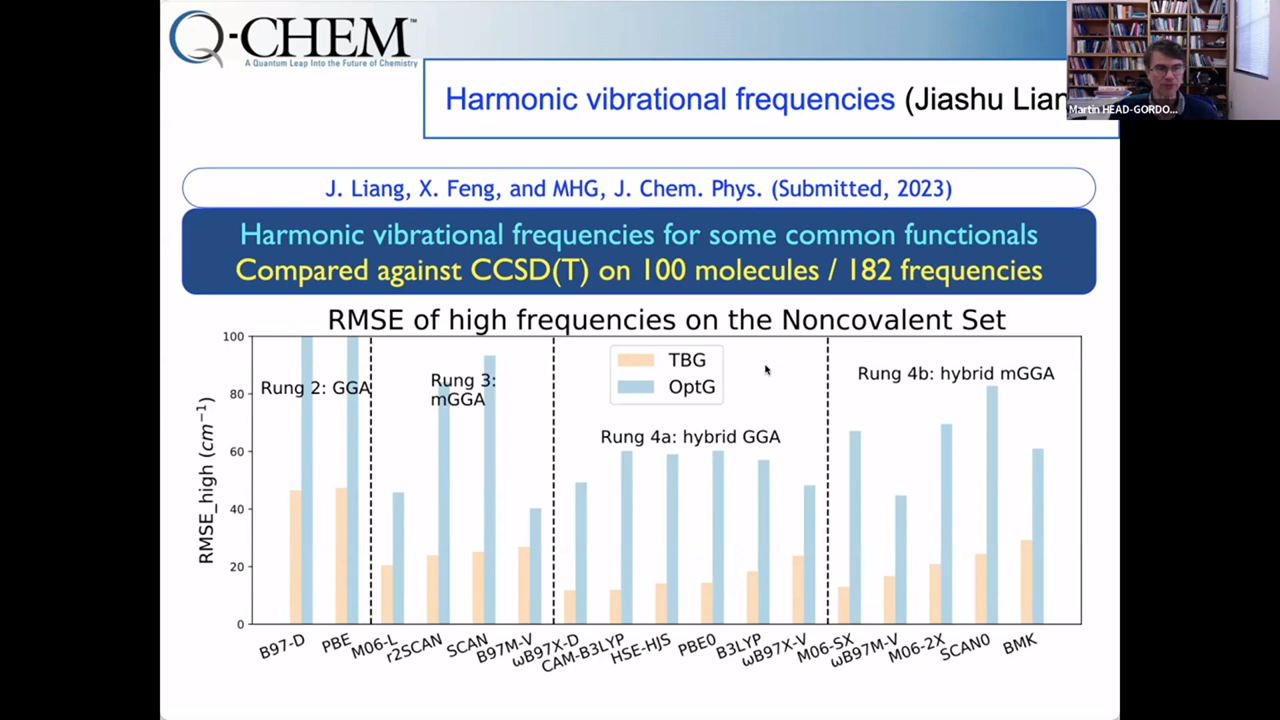 Q-CHEM™
A Quantum Leap Into the Future of Chemistry
Harmonic vibrational frequencies (Jiashu Lian
Martin HEAD-GORDO...
J. Liang, X. Feng, and MHG, J. Chem. Phys. (Submitted, 2023)
Harmonic vibrational frequencies for some common functionals
Compared against CCSD(T) on 100 molecules / 182 frequencies
RMSE of high frequencies on the Noncovalent Set
RMSE_high (cm⁻¹)
100
80
60
40
20
0
Rung 2: GGA
Rung 3:
mGGA
TBG
OptG
Rung 4a: hybrid GGA
Rung 4b: hybrid mGGA
B97-D
PBE
M06-L
r2SCAN
SCAN
B97M-V
ωB97X-D
CAM-B3LYP
HSE-HJS
PBE0
B3LYP
ωB97X-V
M06-SX
ωB97M-V
M06-2X
SCAN0
BMK